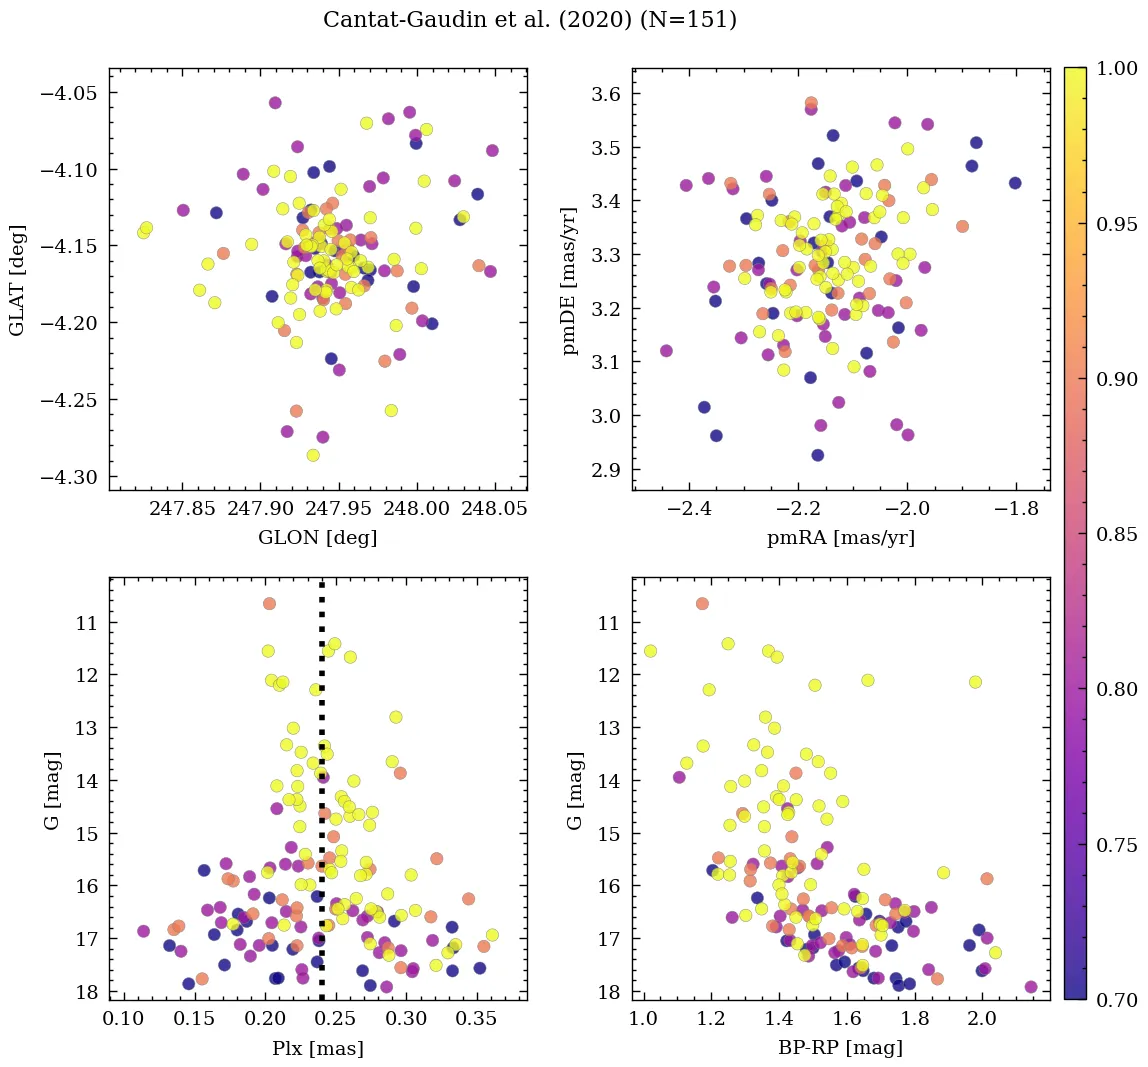 Cantat-Gaudin et al. (2020) (N=151)
GLAT [deg]
−4.05
−4.10
−4.15
−4.20
−4.25
−4.30
247.85 247.90 247.95 248.00 248.05
GLON [deg]
pmDE [mas/yr]
3.6
3.5
3.4
3.3
3.2
3.1
3.0
2.9
−2.4 −2.2 −2.0 −1.8
pmRA [mas/yr]
1.00
0.95
0.90
0.85
0.80
0.75
0.70
G [mag]
11
12
13
14
15
16
17
18
0.10 0.15 0.20 0.25 0.30 0.35
Plx [mas]
G [mag]
11
12
13
14
15
16
17
18
1.0 1.2 1.4 1.6 1.8 2.0
BP-RP [mag]